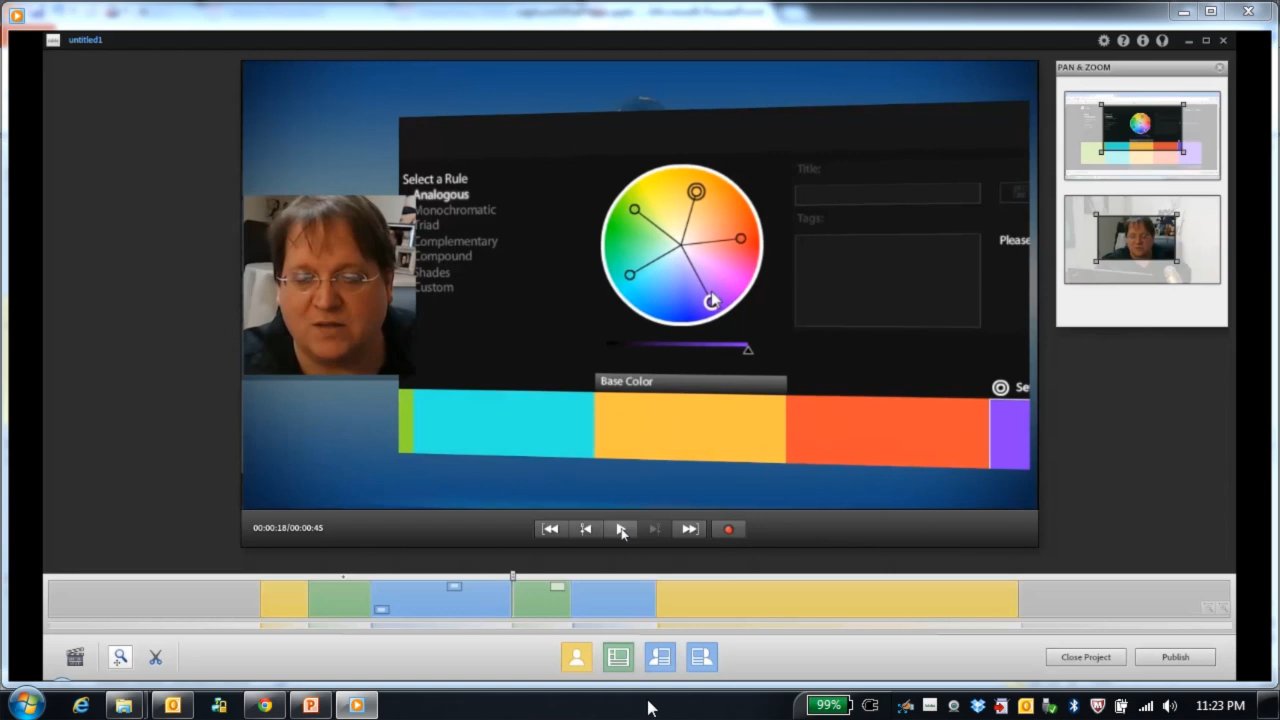 untitled1
PAN & ZOOM
Select a Rule
Analogous
Monochromatic
Triad
Complementary
Compound
Shades
Custom
Title:
Tags:
Please
Base Color
Se
00:00:18/00:00:45
Close Project
Publish
99%
11:23 PM